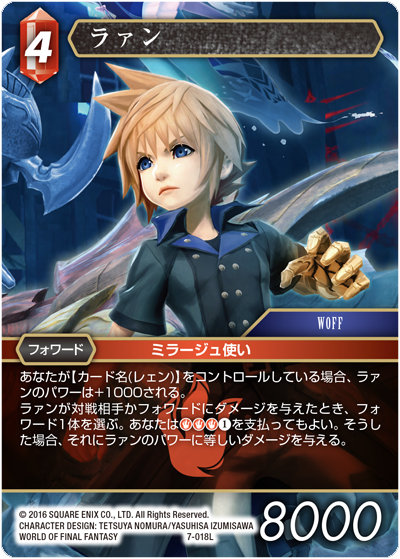 4
ラァン
WOFF
フォワード
ミラージュ使い
あなたが【カード名(レェン)】をコントロールしている場合、ラァ
ンのパワーは+1000される。
ラァンが対戦相手かフォワードにダメージを与えたとき、フォ
ワード1体を選ぶ。あなたは1を支払ってもよい。そうし
た場合、それにラァンのパワーに等しいダメージを与える。
© 2016 SQUARE ENIX CO., LTD. All Rights Reserved.
CHARACTER DESIGN: TETSUYA NOMURA/YASUHISA IZUMISAWA
WORLD OF FINAL FANTASY
7-018L
8000